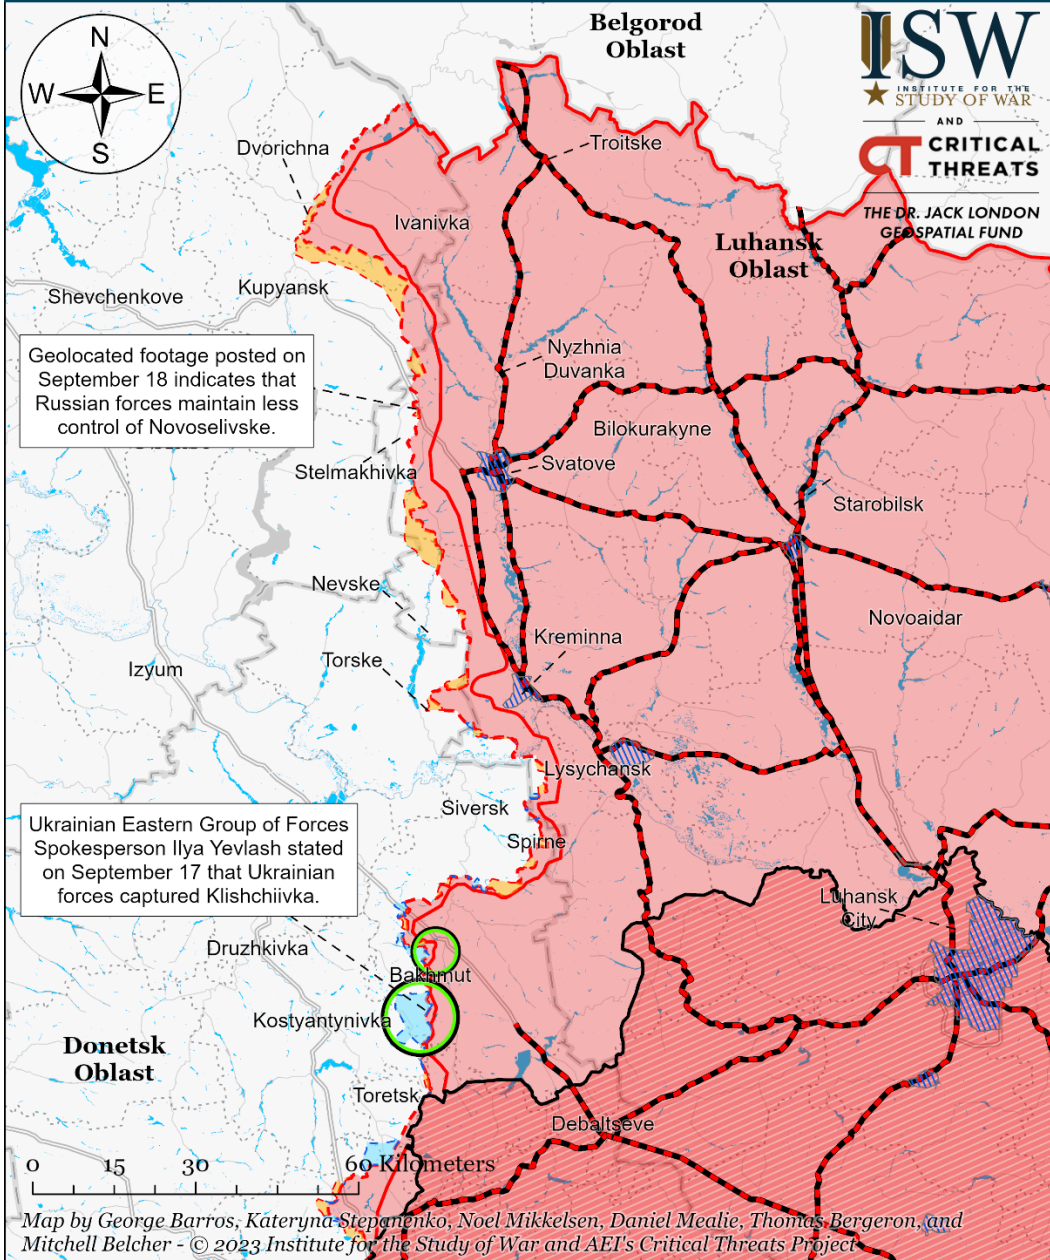 Belgorod
Oblast
ISW
INSTITUTE FOR THE
STUDY OF WAR
AND
CT CRITICAL
THREATS
THE DR. JACK LONDON
GEOSPATIAL FUND
N
W E
S
Dvorichna
Troitske
Ivanivka
Luhansk
Oblast
Shevchenkove
Kupyansk
Geolocated footage posted on
September 18 indicates that
Russian forces maintain less
control of Novoselivske.
Nyzhnia
Duvanka
Bilokurakyne
Stelmakhivka
Svatove
Starobilsk
Nevske
Novoaidar
Kreminna
Torske
Izyum
Lysychansk
Siversk
Spirne
Ukrainian Eastern Group of Forces
Spokesperson Ilya Yevlash stated
on September 17 that Ukrainian
forces captured Klishchiivka.
Luhansk
City
Druzhkivka
Bakhmut
Kostyantynivka
Donetsk
Oblast
Toretsk
Debaltseve
0 15 30 60 Kilometers
Map by George Barros, Kateryna Stepanenko, Noel Mikkelsen, Daniel Mealie, Thomas Bergeron, and
Mitchell Belcher - © 2023 Institute for the Study of War and AEI's Critical Threats Project